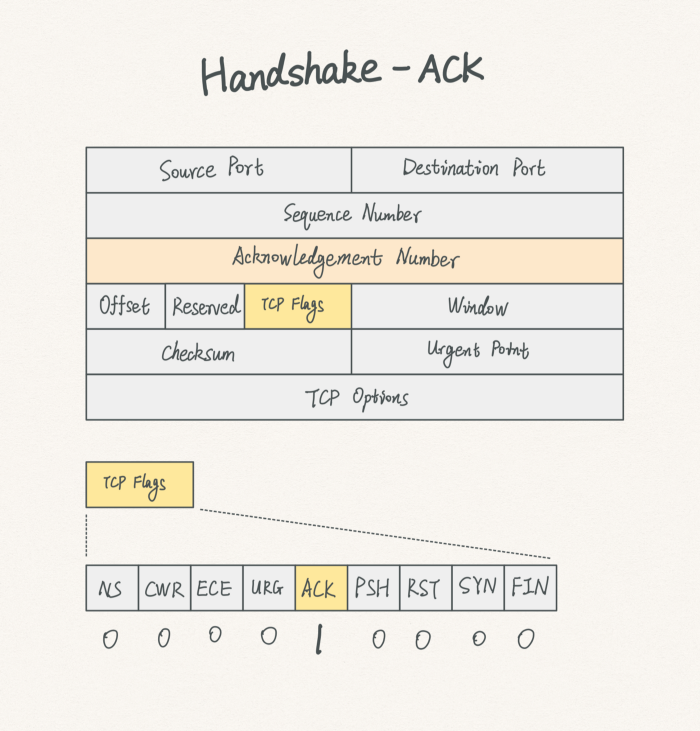 Handshake - ACK
Source Port Destination Port
Sequence Number
Acknowledgement Number
Offset Reserved TCP Flags Window
Checksum Urgent Point
TCP Options
TCP Flags
NS CWR ECE URG ACK PSH RST SYN FIN
0 0 0 0 1 0 0 0 0